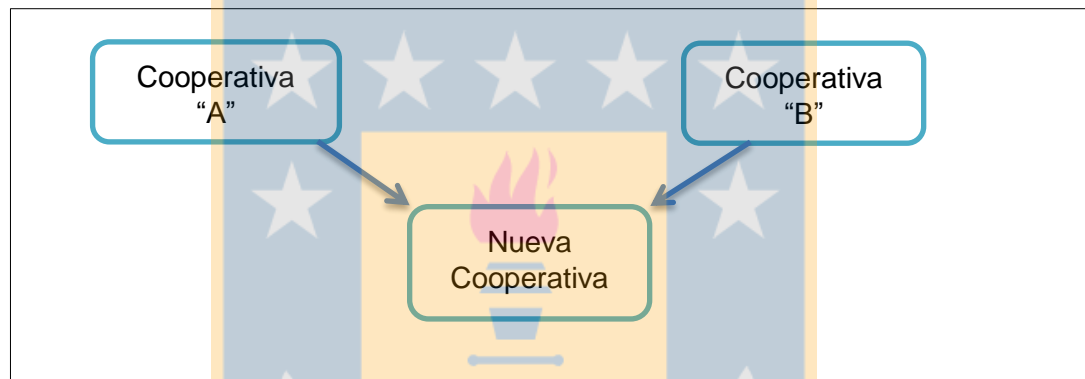 Cooperativa
“A”
Cooperativa
“B”
Nueva
Cooperativa